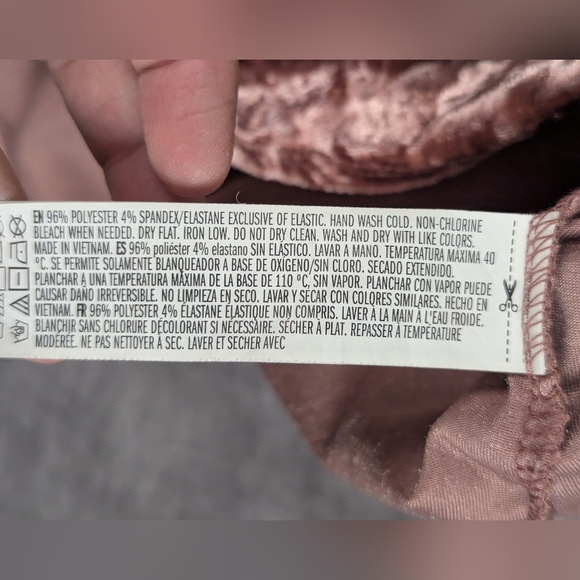 EN 96% POLYESTER 4% SPANDEX/ELASTANE EXCLUSIVE OF ELASTIC. HAND WASH COLD. NON-CHLORINE
BLEACH WHEN NEEDED. DRY FLAT. IRON LOW. DO NOT DRY CLEAN. WASH AND DRY WITH LIKE COLORS.
MADE IN VIETNAM. ES 96% poliéster 4% elastano SIN ELÁSTICO. LAVAR A MANO. TEMPERATURA MAXIMA 40
°C. SE PERMITE SOLAMENTE BLANQUEADOR A BASE DE OXÍGENO/SIN CLORO. SECADO EXTENDIDO.
PLANCHAR A UNA TEMPERATURA MÁXIMA DE LA BASE DE 110 °C, SIN VAPOR. PLANCHAR CON VAPOR PUEDE
CAUSAR DAÑO IRREVERSIBLE. NO LIMPIEZA EN SECO. LAVAR Y SECAR CON COLORES SIMILARES. HECHO EN
VIETNAM. FR 96% POLYESTER 4% ÉLASTANE ÉLASTIQUE NON COMPRIS. LAVER À LA MAIN À L'EAU FROIDE.
BLANCHIR SANS CHLORURE DÉCOLORANT SI NÉCESSAIRE. SÉCHER À PLAT. REPASSER À TEMPÉRATURE
MODÉRÉE. NE PAS NETTOYER À SEC. LAVER ET SECHER AVEC